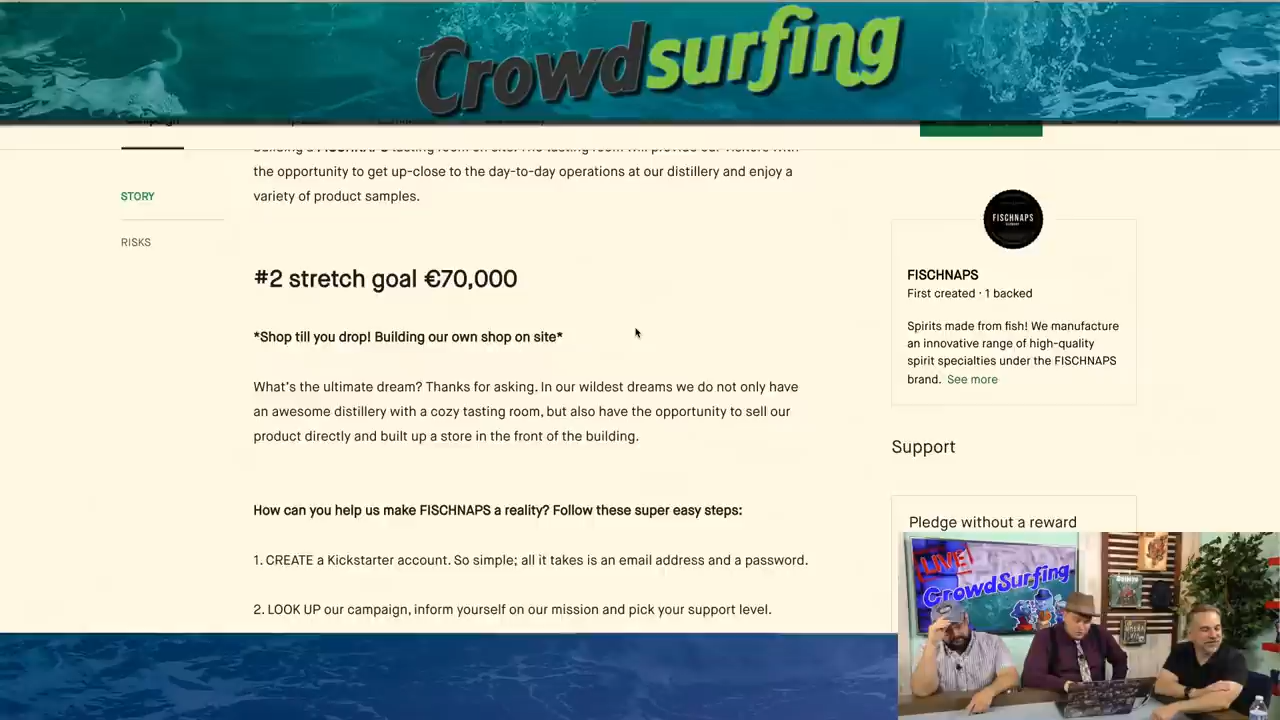 Crowdsurfing
the opportunity to get up-close to the day-to-day operations at our distillery and enjoy a
variety of product samples.
STORY
RISKS
#2 stretch goal €70,000
*Shop till you drop! Building our own shop on site*
What's the ultimate dream? Thanks for asking. In our wildest dreams we do not only have
an awesome distillery with a cozy tasting room, but also have the opportunity to sell our
product directly and built up a store in the front of the building.
How can you help us make FISCHNAPS a reality? Follow these super easy steps:
1. CREATE a Kickstarter account. So simple; all it takes is an email address and a password.
2. LOOK UP our campaign, inform yourself on our mission and pick your support level.
FISCHNAPS
FISCHNAPS
First created · 1 backed
Spirits made from fish! We manufacture
an innovative range of high-quality
spirit specialties under the FISCHNAPS
brand. See more
Support
Pledge without a reward
LIVE!
CrowdSurfing